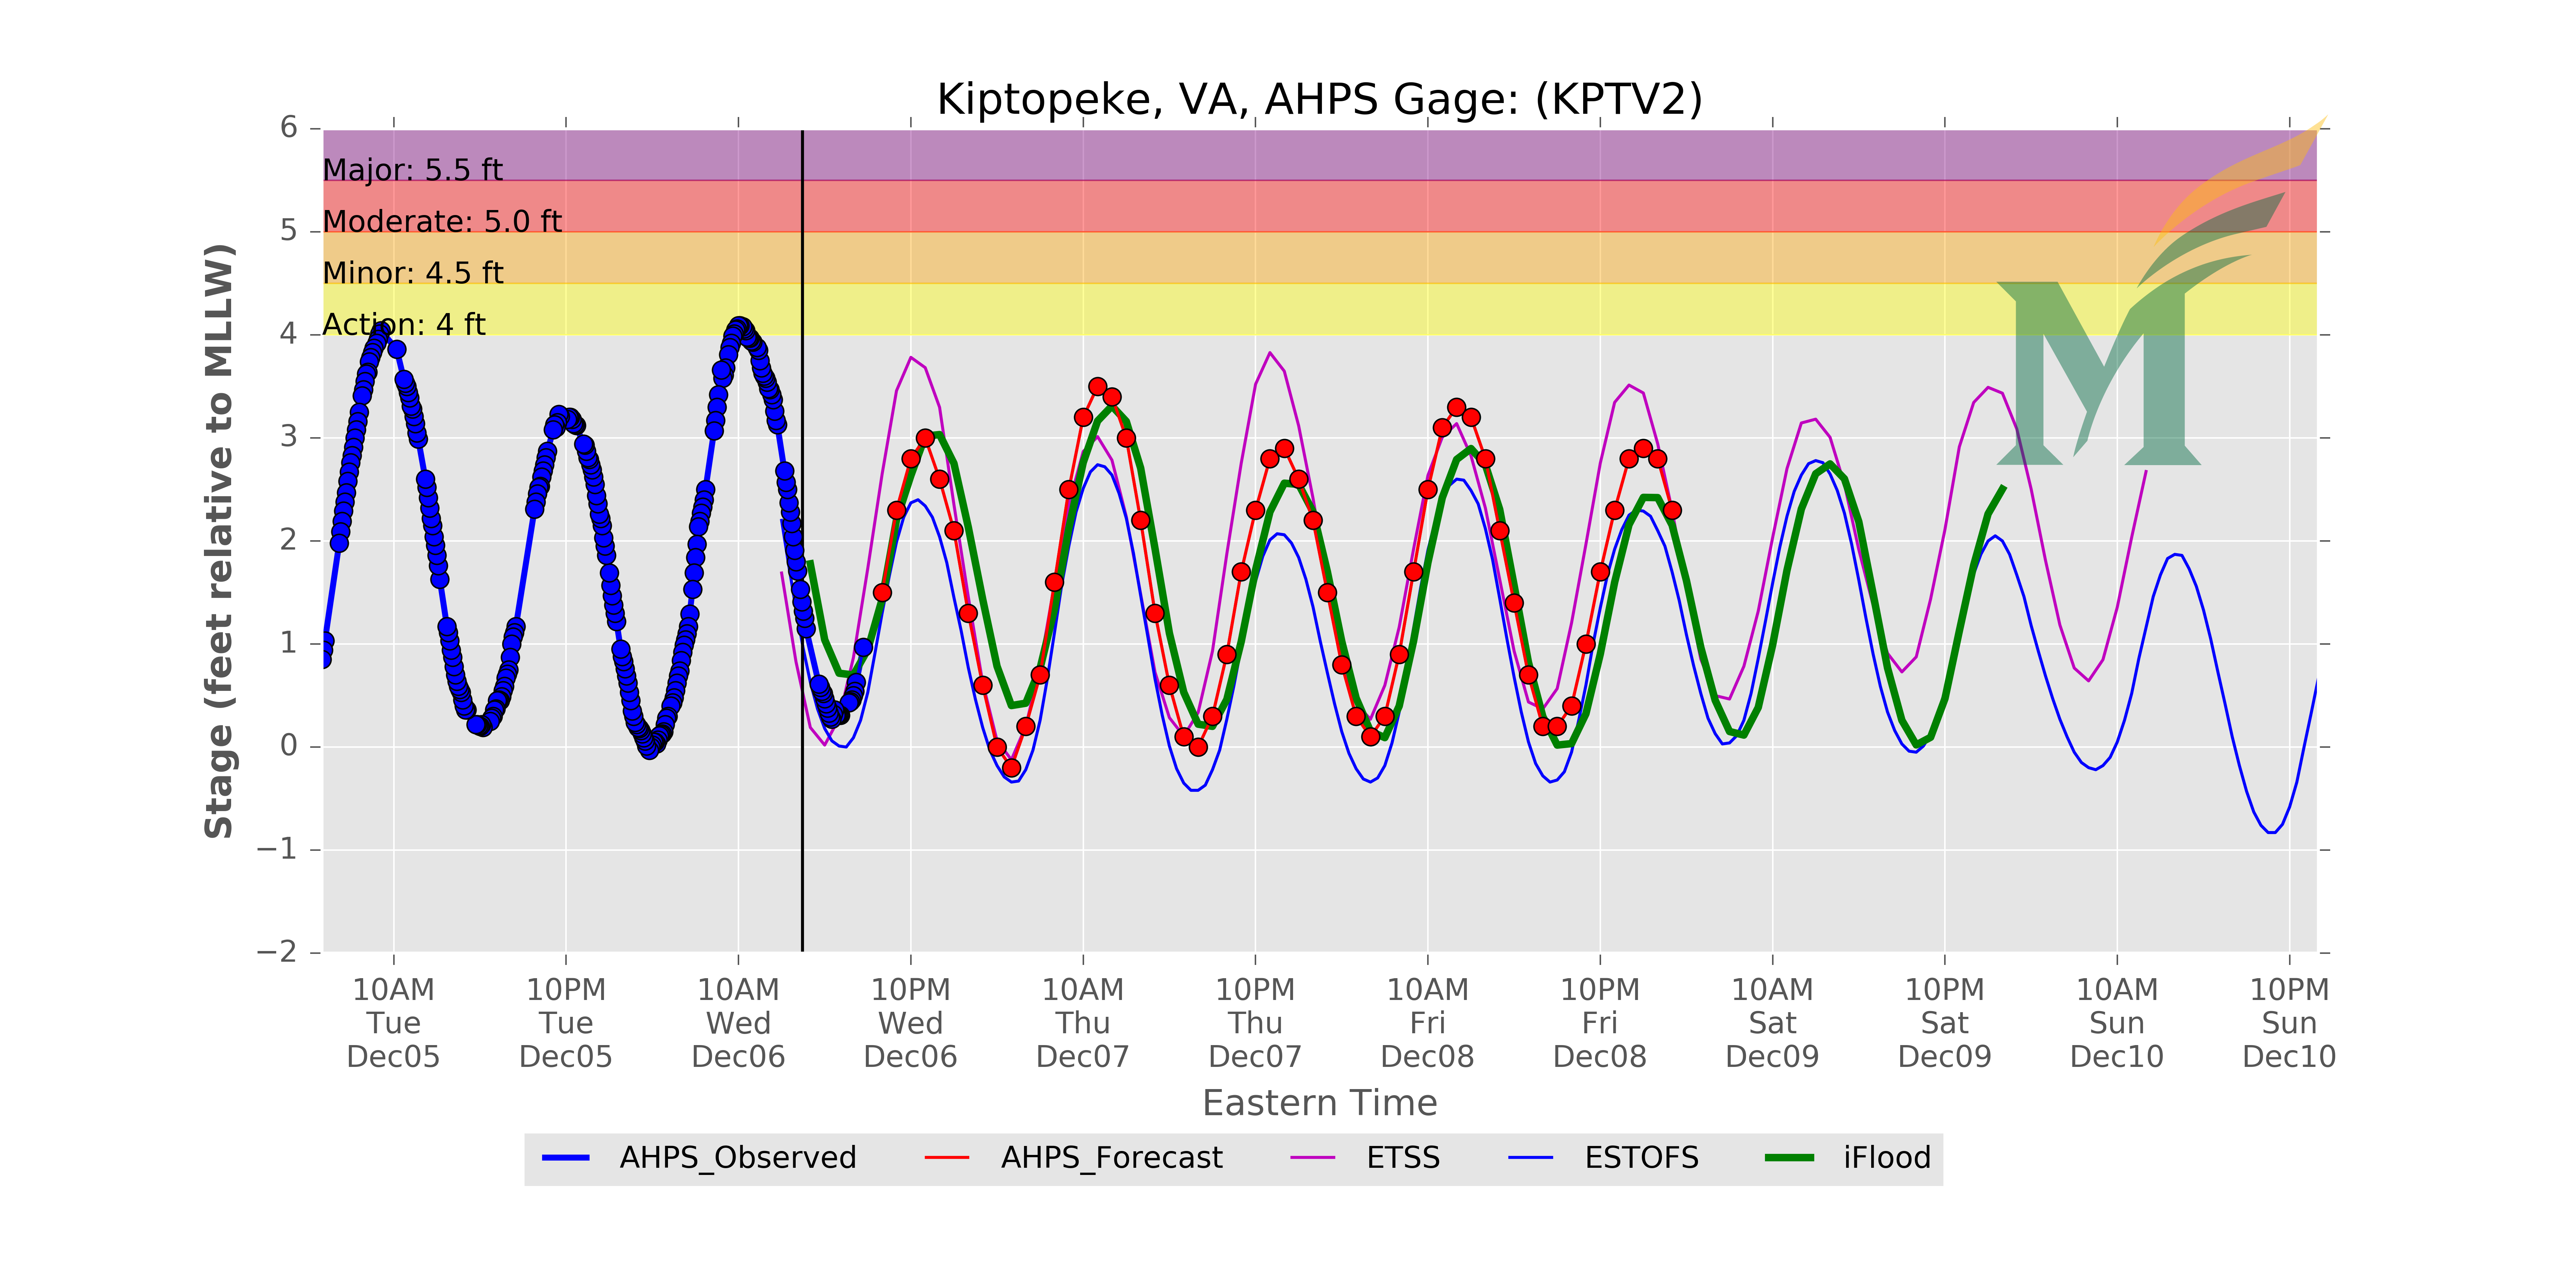 Kiptopeke, VA, AHPS Gage: (KPTV2)
6
5
4
3
2
1
0
−1
−2
Stage (feet relative to MLLW)
Major: 5.5 ft
Moderate: 5.0 ft
Minor: 4.5 ft
Action: 4 ft
M
10AM
Tue
Dec05
10PM
Tue
Dec05
10AM
Wed
Dec06
10PM
Wed
Dec06
10AM
Thu
Dec07
10PM
Thu
Dec07
10AM
Fri
Dec08
10PM
Fri
Dec08
10AM
Sat
Dec09
10PM
Sat
Dec09
10AM
Sun
Dec10
10PM
Sun
Dec10
Eastern Time
AHPS_Observed
AHPS_Forecast
ETSS
ESTOFS
iFlood